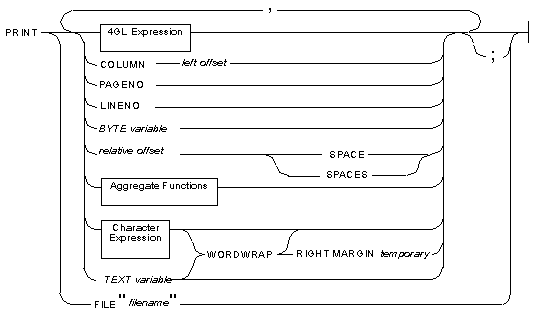 ,
PRINT 4GL Expression
;
COLUMN left offset
PAGENO
LINENO
BYTE variable
relative offset SPACE
SPACES
Aggregate Functions
Character
Expression
WORDWRAP RIGHT MARGIN temporary
TEXT variable
FILE "filename"